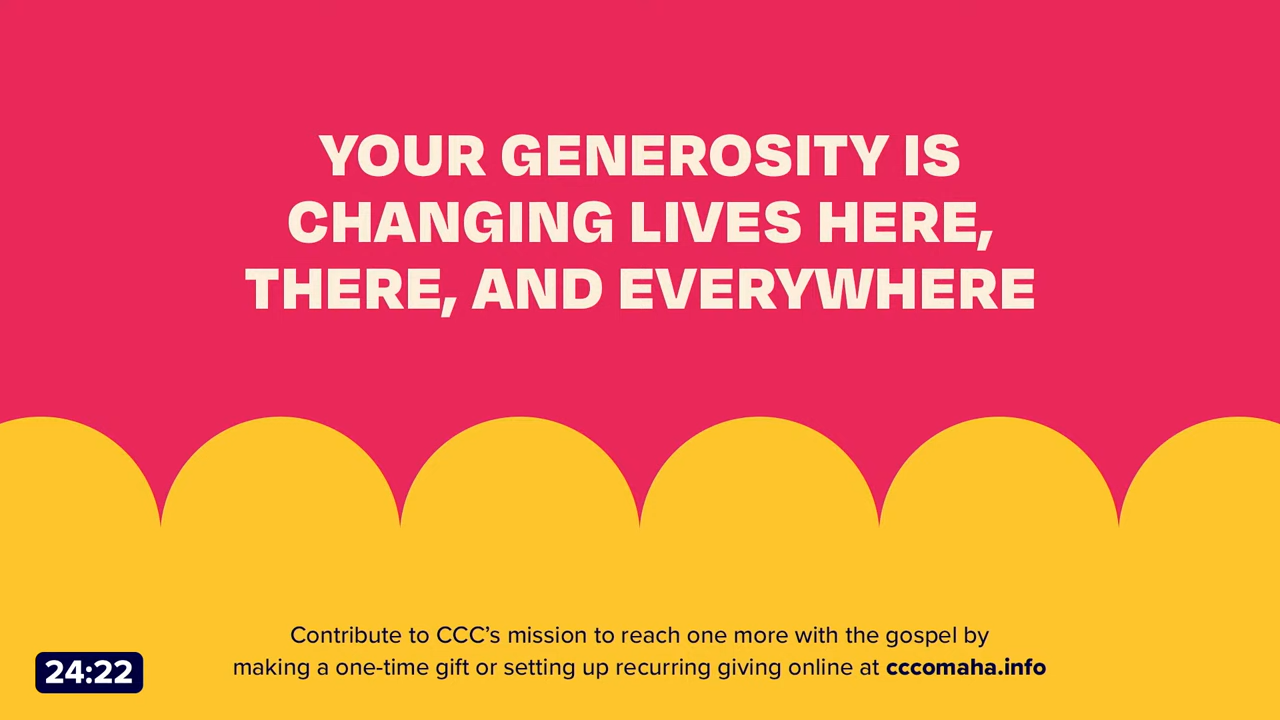 YOUR GENEROSITY IS
CHANGING LIVES HERE,
THERE, AND EVERYWHERE
Contribute to CCC’s mission to reach one more with the gospel by
making a one-time gift or setting up recurring giving online at cccomaha.info
24:22